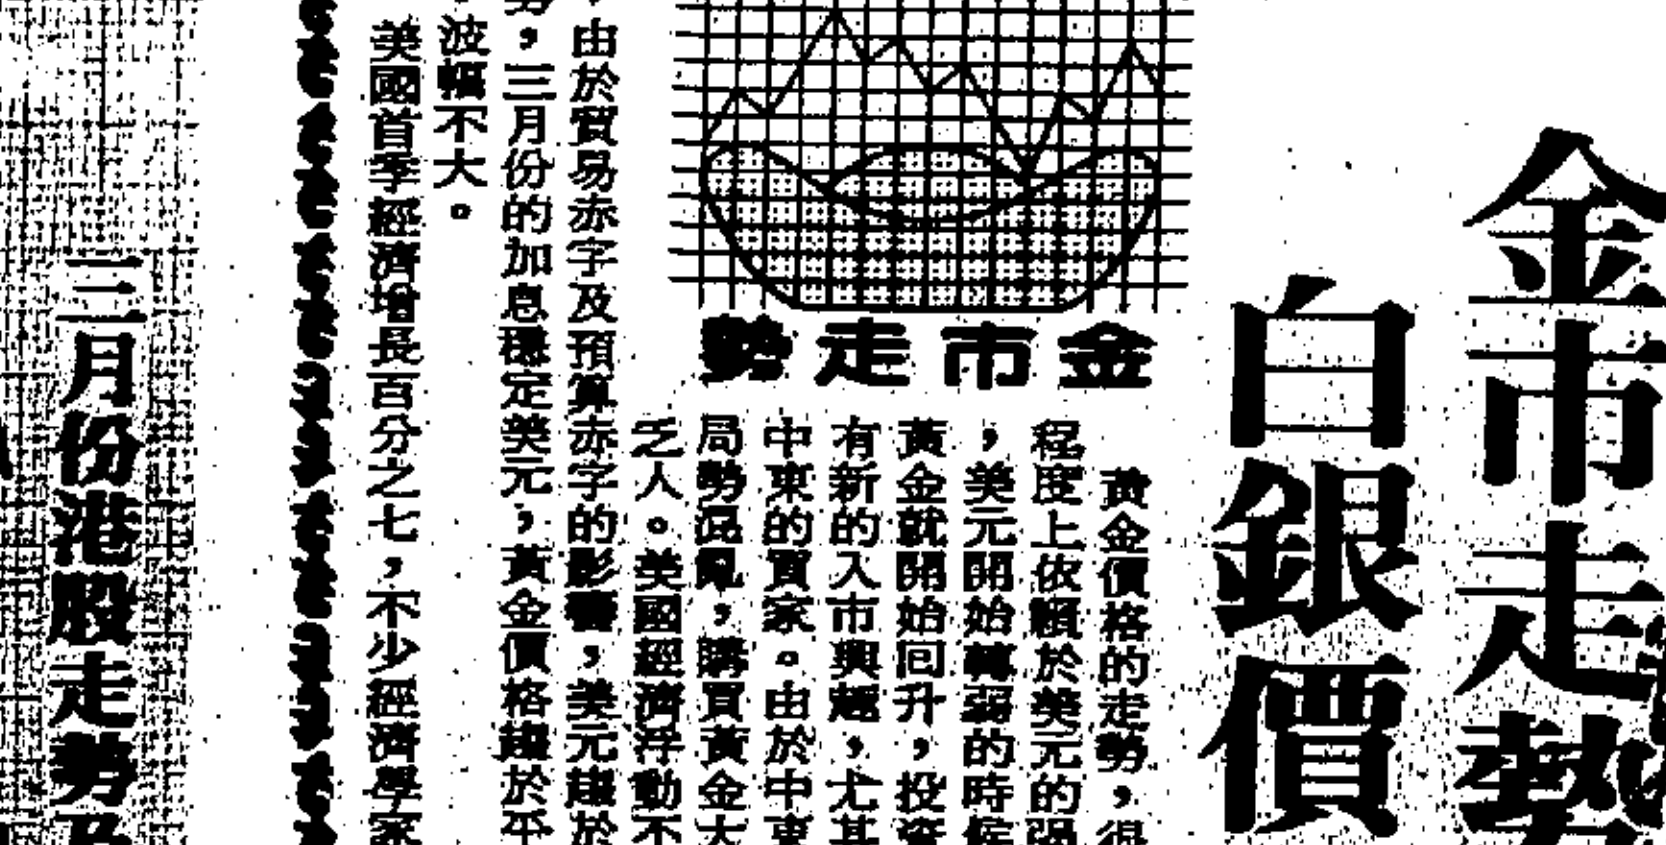 金市走勢
白銀價
金市走勢
黃金價格的走勢，很
程度上依賴於美元的强
，美元開始轉弱的時候
黃金就開始回升，投資
有新的入市興趣，尤其
中東的買家。由於中東
局勢混亂，購買黃金大
乏人。美國經濟浮動不
，由於貿易赤字及預算赤字的影響，美元趨於
，三月份的加息穩定美元，黃金價格趨於平
，波幅不大。
美國首季經濟增長百分之七，不少經濟學家
三月份港股走勢及